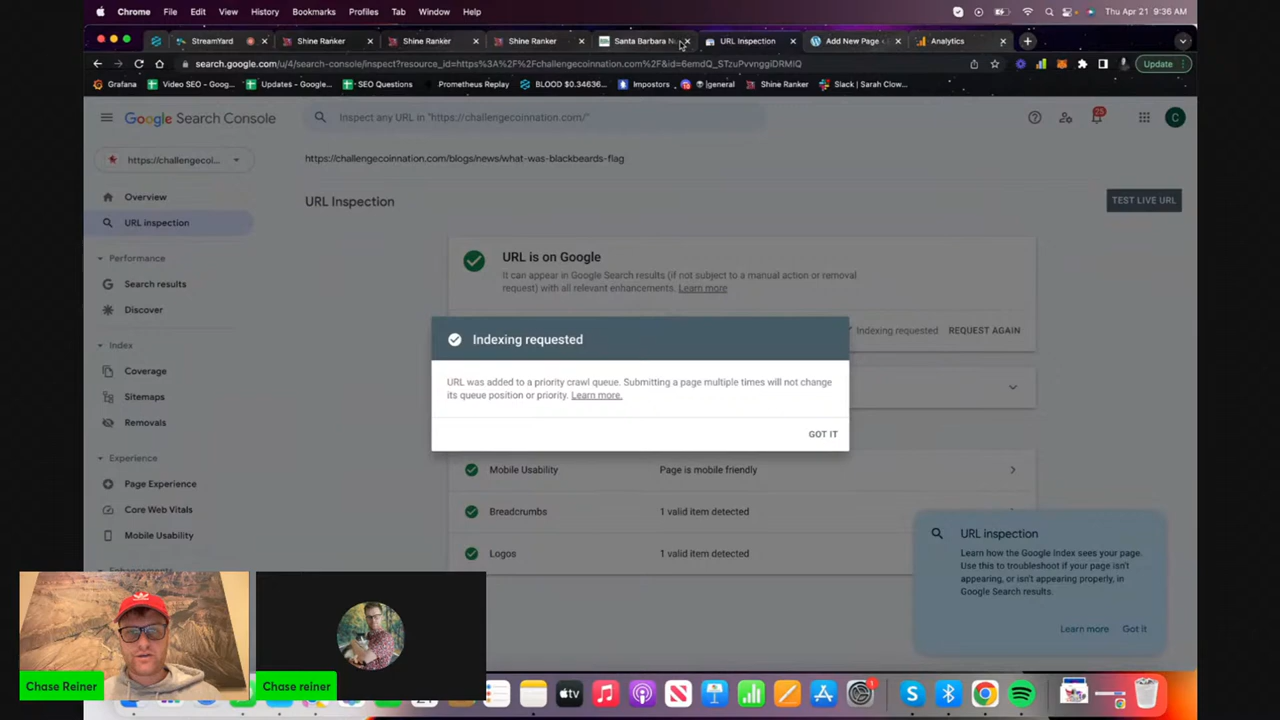 Chrome File Edit View History Bookmarks Profiles Tab Window Help Thu Apr 21 9:36 AM
StreamYard Shine Ranker Shine Ranker Shine Ranker Santa Barbara URL Inspection Add New Page Analytics
search.google.com/u/4/search-console/inspect?resource_id=https%3A%2F%2Fchallengecoinnation.com%2F&id=6emdQ_STzuPvvnggiDRMIQ Update
Grafana Video SEO - Goog... Updates - Google... SEO Questions Prometheus Replay BLOOD $0.34636... Impostors |general Shine Ranker Slack | Sarah Clow...
Google Search Console Inspect any URL in "https://challengecoinnation.com/" 25 C
https://challengecoi...
https://challengecoinnation.com/blogs/news/what-was-blackbeards-flag
Overview
URL inspection
URL Inspection
TEST LIVE URL
Performance
Search results
Discover
Index
Coverage
Sitemaps
Removals
Experience
Page Experience
Core Web Vitals
Mobile Usability
URL is on Google
It can appear in Google Search results (if not subject to a manual action or removal
request) with all relevant enhancements. Learn more
Indexing requested REQUEST AGAIN
Indexing requested
URL was added to a priority crawl queue. Submitting a page multiple times will not change
its queue position or priority. Learn more.
GOT IT
Mobile Usability Page is mobile friendly
Breadcrumbs 1 valid item detected
Logos 1 valid item detected
URL inspection
Learn how the Google Index sees your page.
Use this to troubleshoot if your page isn't
appearing, or isn't appearing properly, in
Google Search results.
Learn more Got it
Chase Reiner
Chase reiner
tv
1